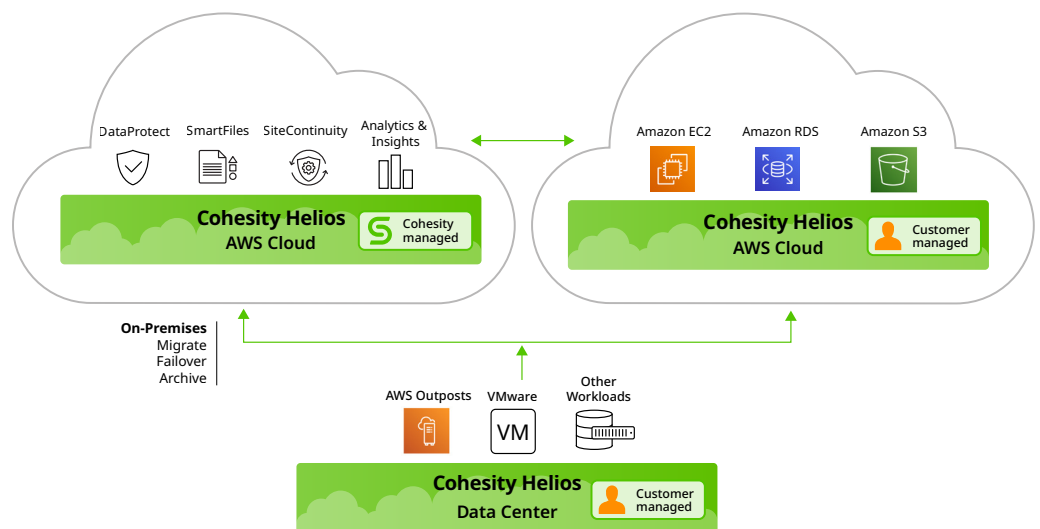 DataProtect
SmartFiles
SiteContinuity
Analytics &
Insights
Cohesity Helios
AWS Cloud
Cohesity
managed
Amazon EC2
Amazon RDS
Amazon S3
Cohesity Helios
AWS Cloud
Customer
managed
On-Premises
Migrate
Failover
Archive
AWS Outposts
VMware
VM
Other
Workloads
Cohesity Helios
Data Center
Customer
managed